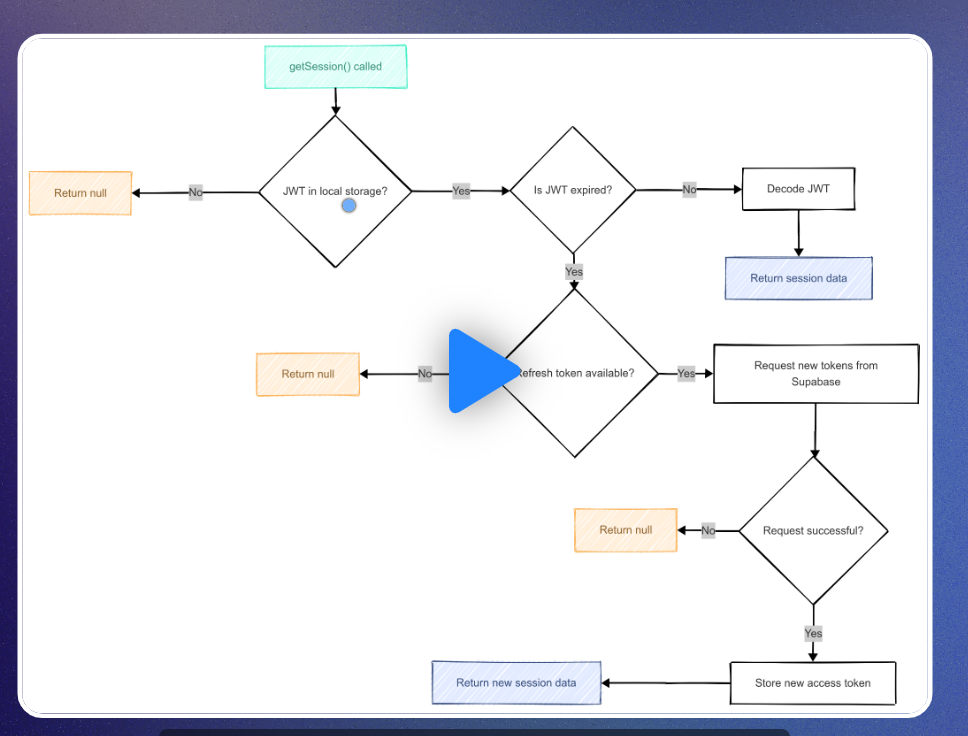 getSession() called
JWT in local storage?
No
Return null
Yes
Is JWT expired?
No
Decode JWT
Return session data
Yes
efresh token available?
No
Return null
Yes
Request new tokens from
Supabase
Request successful?
No
Return null
Yes
Store new access token
Return new session data